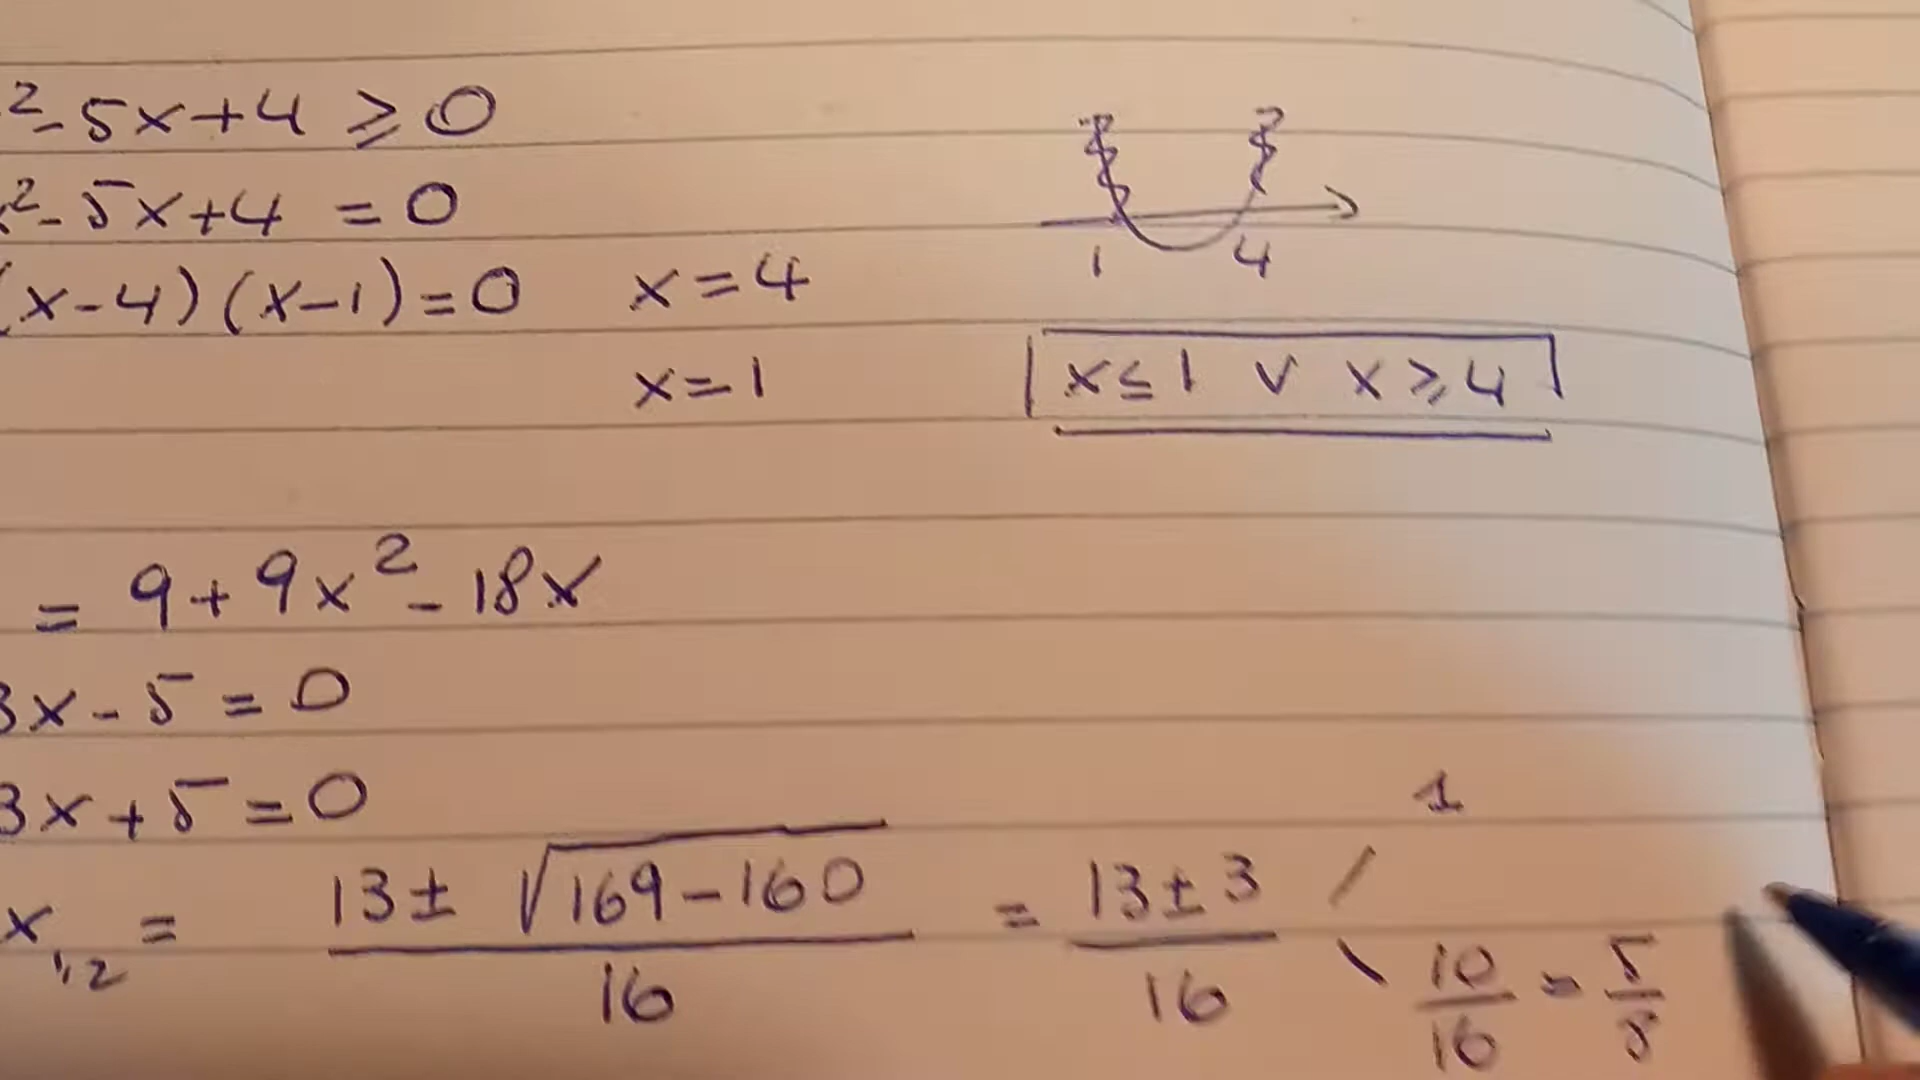 ²-5x+4 ⩾ 0
x²-5x+4 = 0
(x-4)(x-1)=0 x=4
x=1
1 4
x≤1 v x⩾4
= 9+9x²-18x
3x-5=0
3x+5=0
x₁,₂ = (13± √(169-160))/16 = (13±3)/16 / 1
\ 10/16 = 5/8